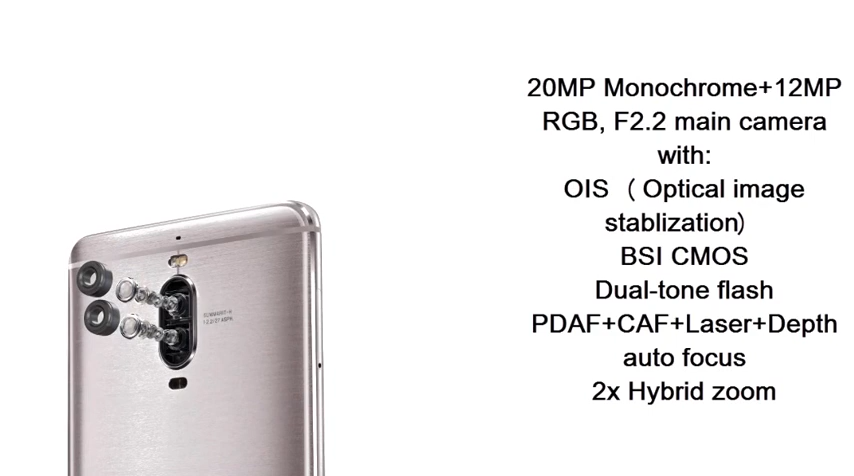 20MP Monochrome+12MP
RGB, F2.2 main camera
with:
OIS （Optical image
stablization)
BSI CMOS
Dual-tone flash
PDAF+CAF+Laser+Depth
auto focus
2x Hybrid zoom